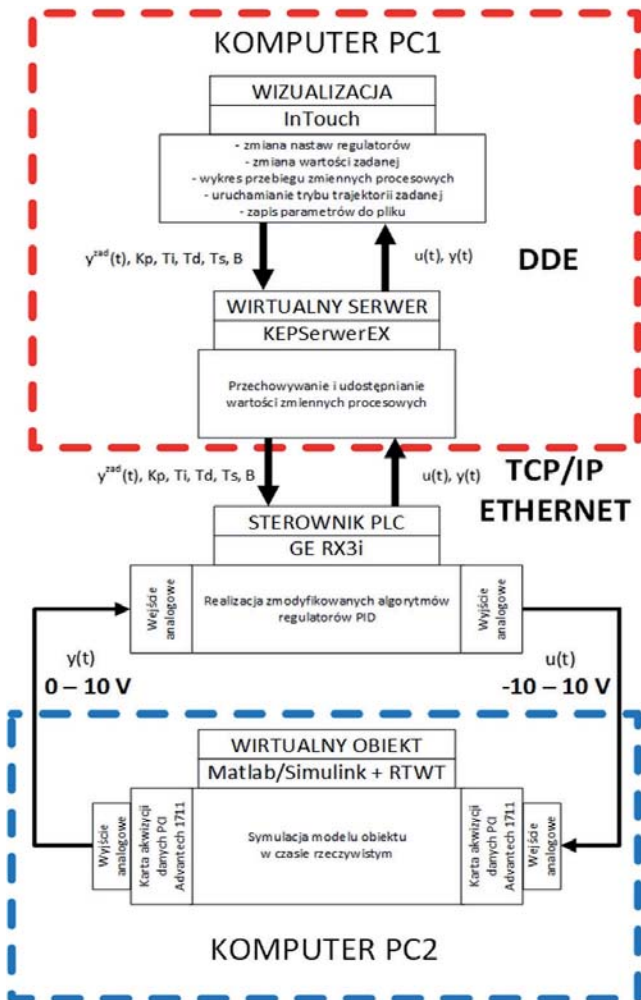 KOMPUTER PC1
WIZUALIZACJA
InTouch
- zmiana nastaw regulatorów
- zmiana wartości zadanej
- wykres przebiegu zmiennych procesowych
- uruchamianie trybu trajektorii zadanej
- zapis parametrów do pliku
y^zad(t), Kp, Ti, Td, Ts, B
u(t), y(t)
DDE
WIRTUALNY SERWER
KEPSerwerEX
Przechowywanie i udostępnianie
wartości zmiennych procesowych
y^zad(t), Kp, Ti, Td, Ts, B
u(t), y(t)
TCP/IP
ETHERNET
STEROWNIK PLC
GE RX3i
Wejście
analogowe
Realizacja zmodyfikowanych algorytmów
regulatorów PID
Wyjście
analogowe
y(t)
0 – 10 V
u(t)
-10 – 10 V
WIRTUALNY OBIEKT
Matlab/Simulink + RTWT
Wyjście
analogowe
Karta akwizycji
danych PCI
Advantech 1711
Symulacja modelu obiektu
w czasie rzeczywistym
Karta akwizycji
danych PCI
Advantech 1711
Wejście
analogowe
KOMPUTER PC2